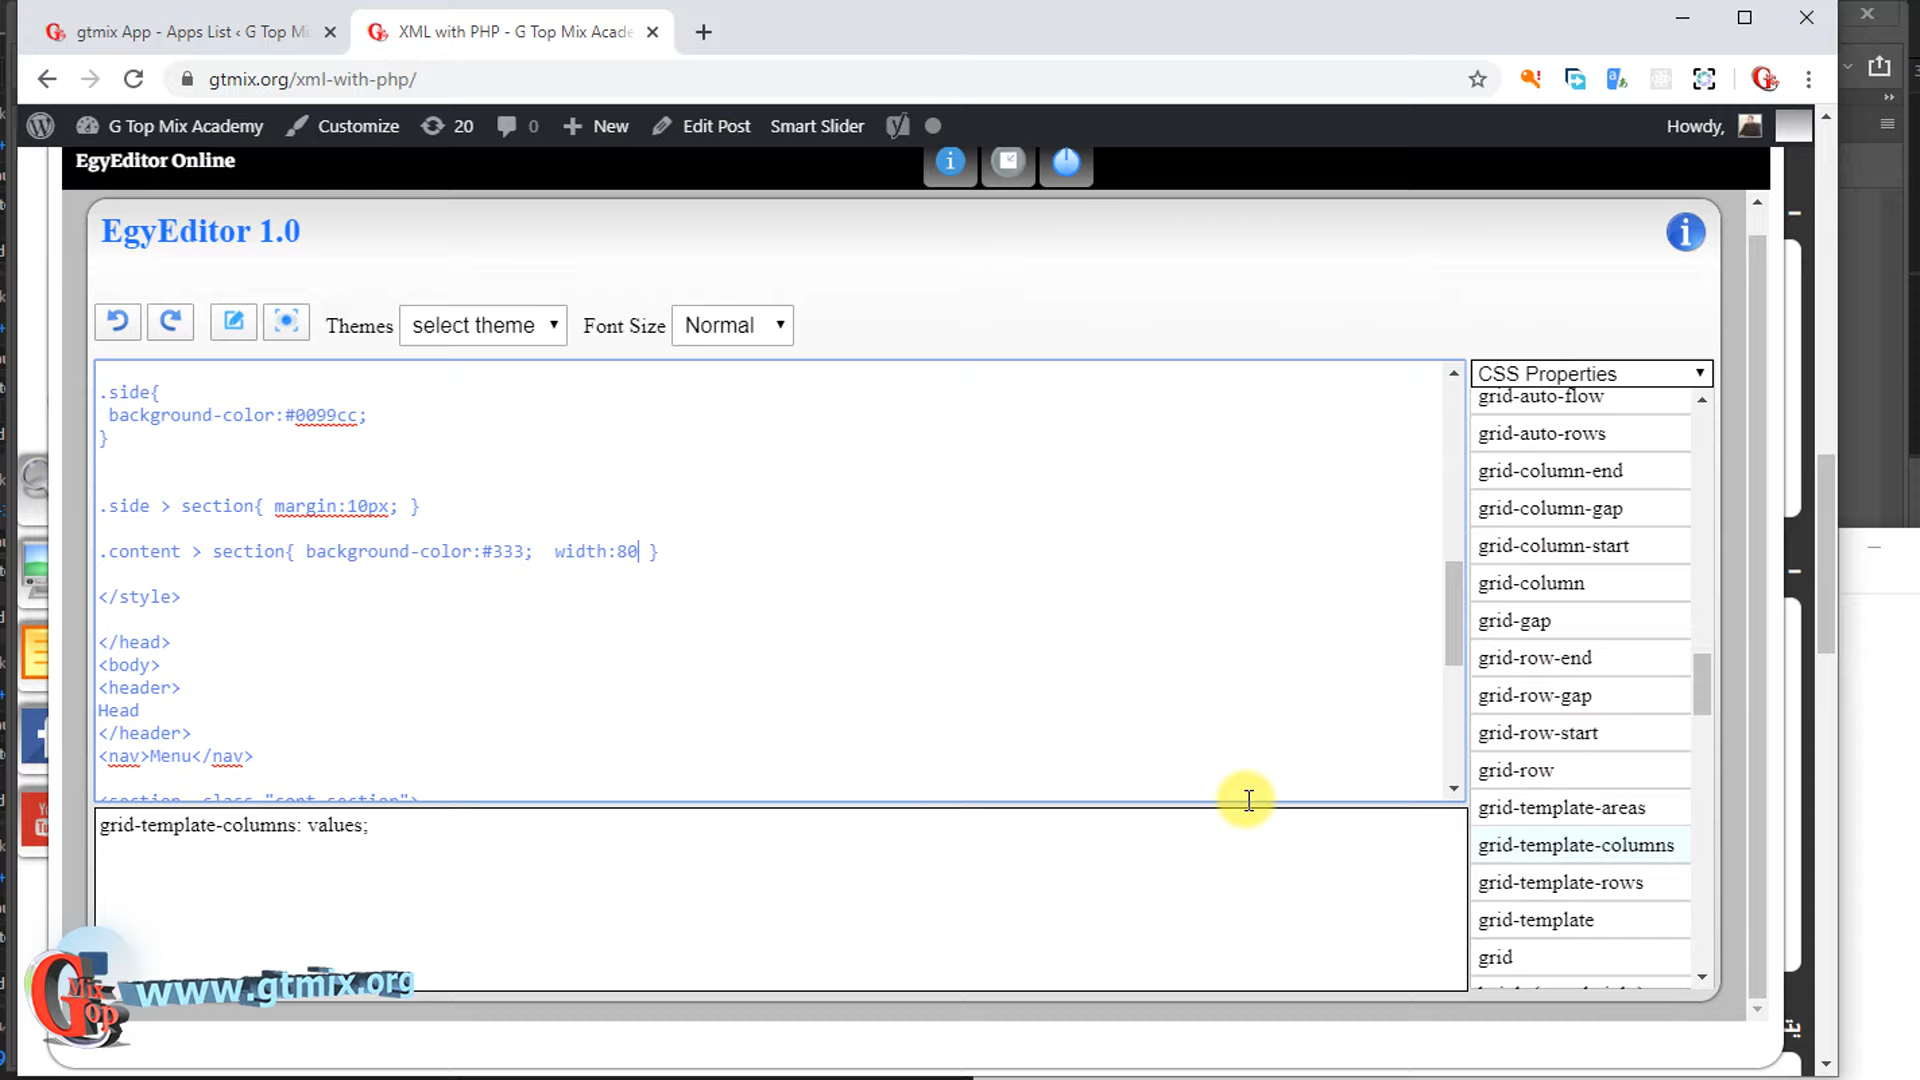 gtmix App - Apps List ‹ G Top Mi
XML with PHP - G Top Mix Acade
gtmix.org/xml-with-php/
G Top Mix Academy
Customize
20
0
New
Edit Post
Smart Slider
Howdy,
EgyEditor Online
EgyEditor 1.0
Themes
select theme
Font Size
Normal
.side{
background-color:#0099cc;
}
.side > section{ margin:10px; }
.content > section{ background-color:#333;  width:80 }
</style>
</head>
<body>
<header>
Head
</header>
<nav>Menu</nav>
<section  class "cont_section">
grid-template-columns: values;
CSS Properties
grid-auto-flow
grid-auto-rows
grid-column-end
grid-column-gap
grid-column-start
grid-column
grid-gap
grid-row-end
grid-row-gap
grid-row-start
grid-row
grid-template-areas
grid-template-columns
grid-template-rows
grid-template
grid
G Mix Top
www.gtmix.org
You